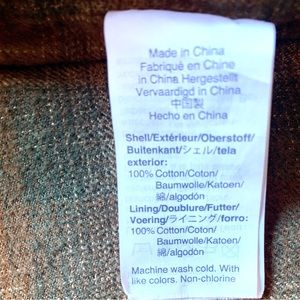 Made in China
Fabriqué en Chine
in China Hergestellt
Vervaardigd in China
中国製
Hecho en China
Shell/Extérieur/Oberstoff/
Buitenkant/シェル/tela
exterior:
100% Cotton/Coton/
Baumwolle/Katoen/
綿/algodón
Lining/Doublure/Futter/
Voering/ライニング/forro:
100% Cotton/Coton/
Baumwolle/Katoen/
綿/algodón
Machine wash cold. With
like colors. Non-chlorine